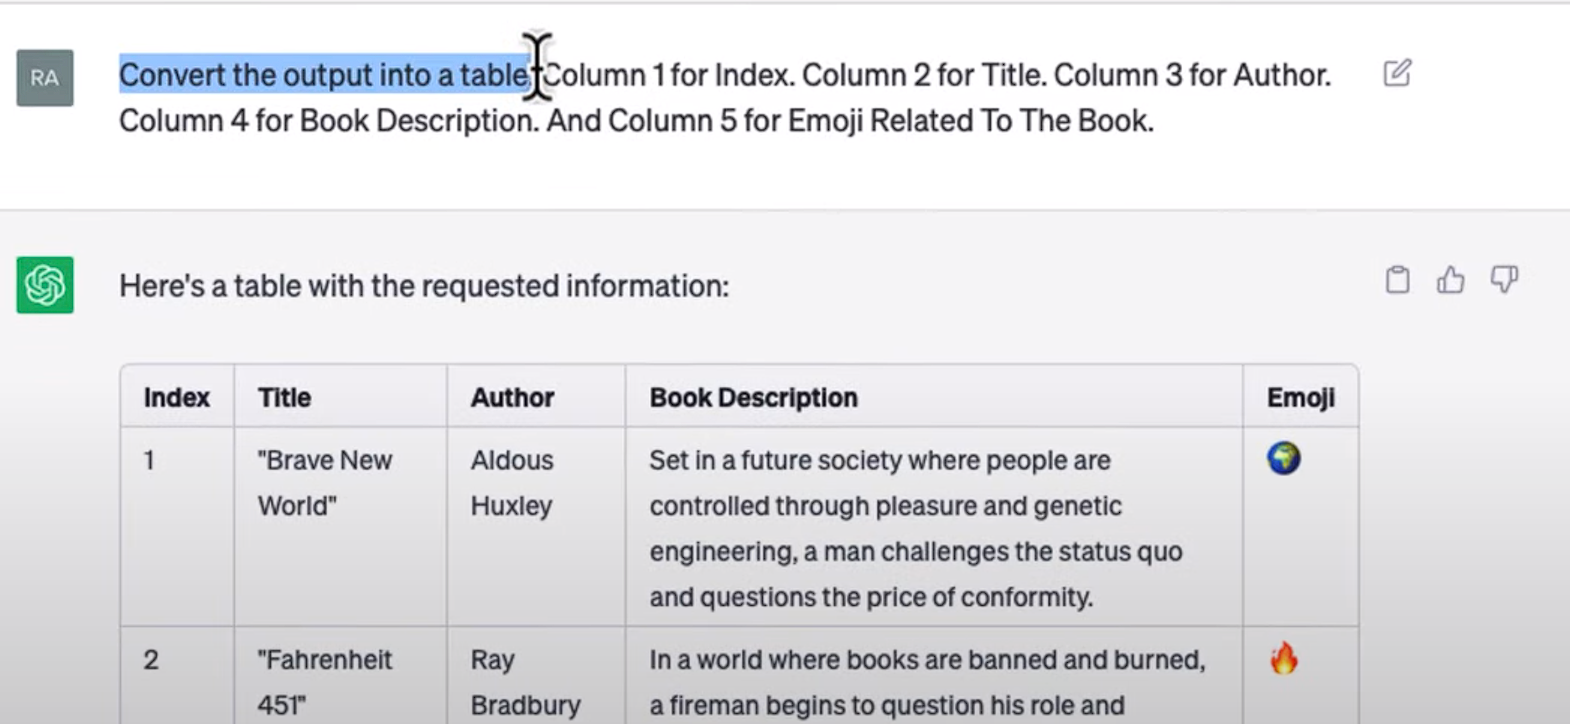 RA
Convert the output into a table. Column 1 for Index. Column 2 for Title. Column 3 for Author.
Column 4 for Book Description. And Column 5 for Emoji Related To The Book.
Here's a table with the requested information:
Index Title Author Book Description Emoji
1 "Brave New Aldous Set in a future society where people are 🌍
World" Huxley controlled through pleasure and genetic
engineering, a man challenges the status quo
and questions the price of conformity.
2 "Fahrenheit Ray In a world where books are banned and burned, 🔥
451" Bradbury a fireman begins to question his role and